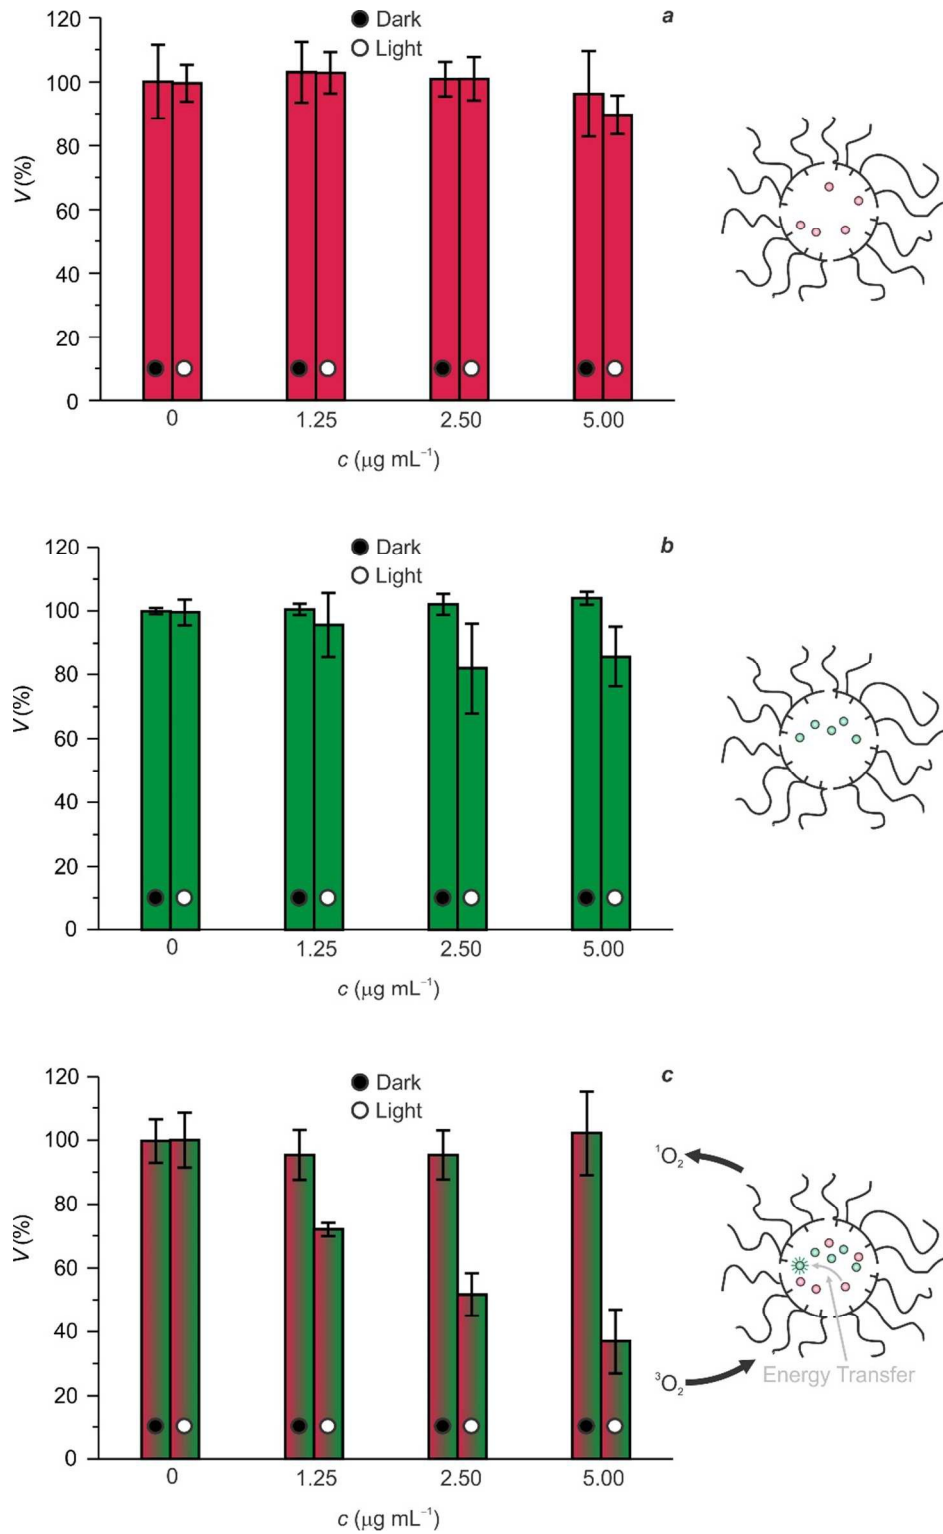 a
Dark
Light
120
100
80
60
40
20
0
V (%)
0 1.25 2.50 5.00
c (μg mL⁻¹)
b
Dark
Light
120
100
80
60
40
20
0
V (%)
0 1.25 2.50 5.00
c (μg mL⁻¹)
c
Dark
Light
120
100
80
60
40
20
0
V (%)
0 1.25 2.50 5.00
c (μg mL⁻¹)
¹O₂
³O₂
Energy Transfer